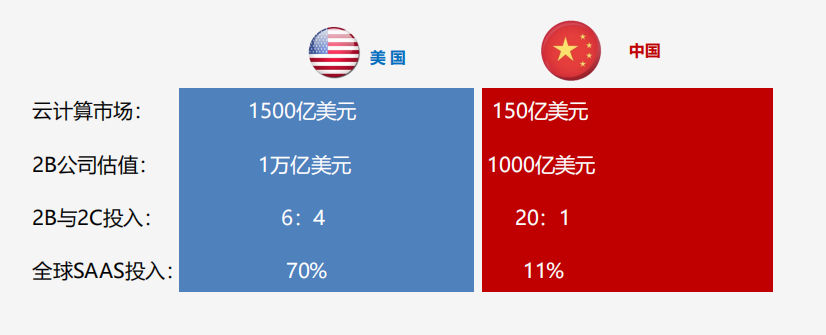 美国 中国
云计算市场： 1500亿美元 150亿美元
2B公司估值： 1万亿美元 1000亿美元
2B与2C投入： 6：4 20：1
全球SAAS投入： 70% 11%